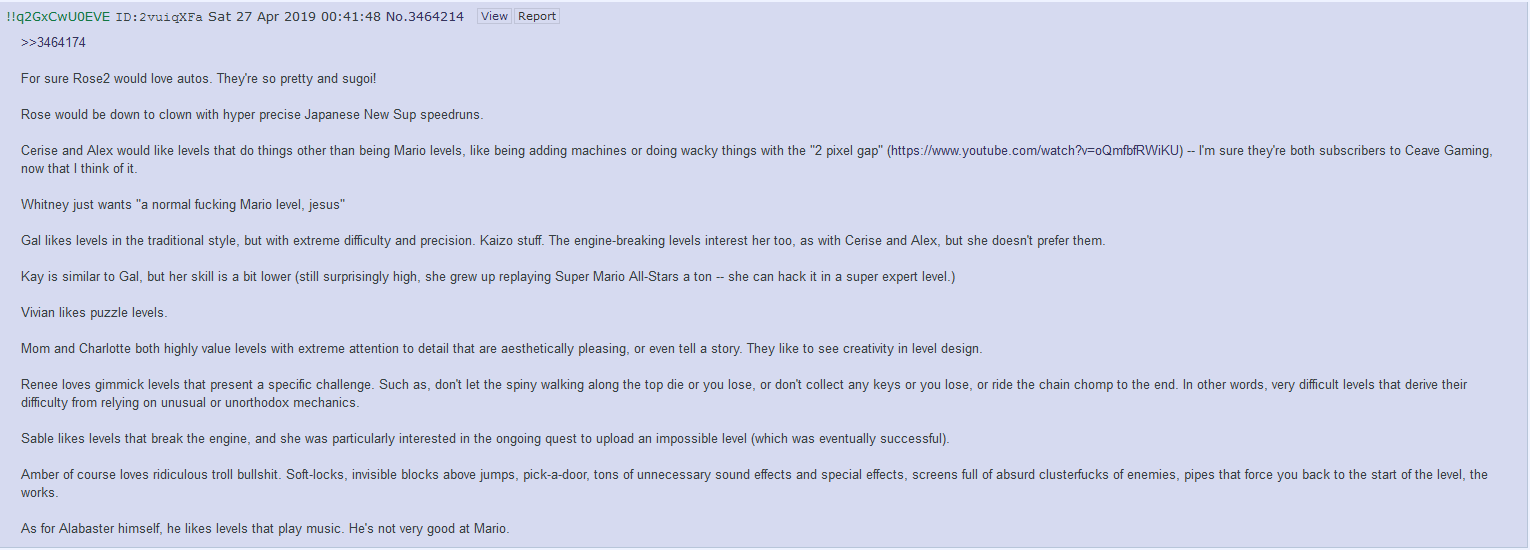 !!q2GxCwU0EVE ID:2vuiqXFa Sat 27 Apr 2019 00:41:48 No.3464214 View Report
>>3464174
For sure Rose2 would love autos. They're so pretty and sugoi!
Rose would be down to clown with hyper precise Japanese New Sup speedruns.
Cerise and Alex would like levels that do things other than being Mario levels, like being adding machines or doing wacky things with the "2 pixel gap" (https://www.youtube.com/watch?v=oQmfbfRWiKU) -- I'm sure they're both subscribers to Ceave Gaming,
now that I think of it.
Whitney just wants "a normal fucking Mario level, jesus"
Gal likes levels in the traditional style, but with extreme difficulty and precision. Kaizo stuff. The engine-breaking levels interest her too, as with Cerise and Alex, but she doesn't prefer them.
Kay is similar to Gal, but her skill is a bit lower (still surprisingly high, she grew up replaying Super Mario All-Stars a ton -- she can hack it in a super expert level.)
Vivian likes puzzle levels.
Mom and Charlotte both highly value levels with extreme attention to detail that are aesthetically pleasing, or even tell a story. They like to see creativity in level design.
Renee loves gimmick levels that present a specific challenge. Such as, don't let the spiny walking along the top die or you lose, or don't collect any keys or you lose, or ride the chain chomp to the end. In other words, very difficult levels that derive their
difficulty from relying on unusual or unorthodox mechanics.
Sable likes levels that break the engine, and she was particularly interested in the ongoing quest to upload an impossible level (which was eventually successful).
Amber of course loves ridiculous troll bullshit. Soft-locks, invisible blocks above jumps, pick-a-door, tons of unnecessary sound effects and special effects, screens full of absurd clusterfucks of enemies, pipes that force you back to the start of the level, the
works.
As for Alabaster himself, he likes levels that play music. He's not very good at Mario.